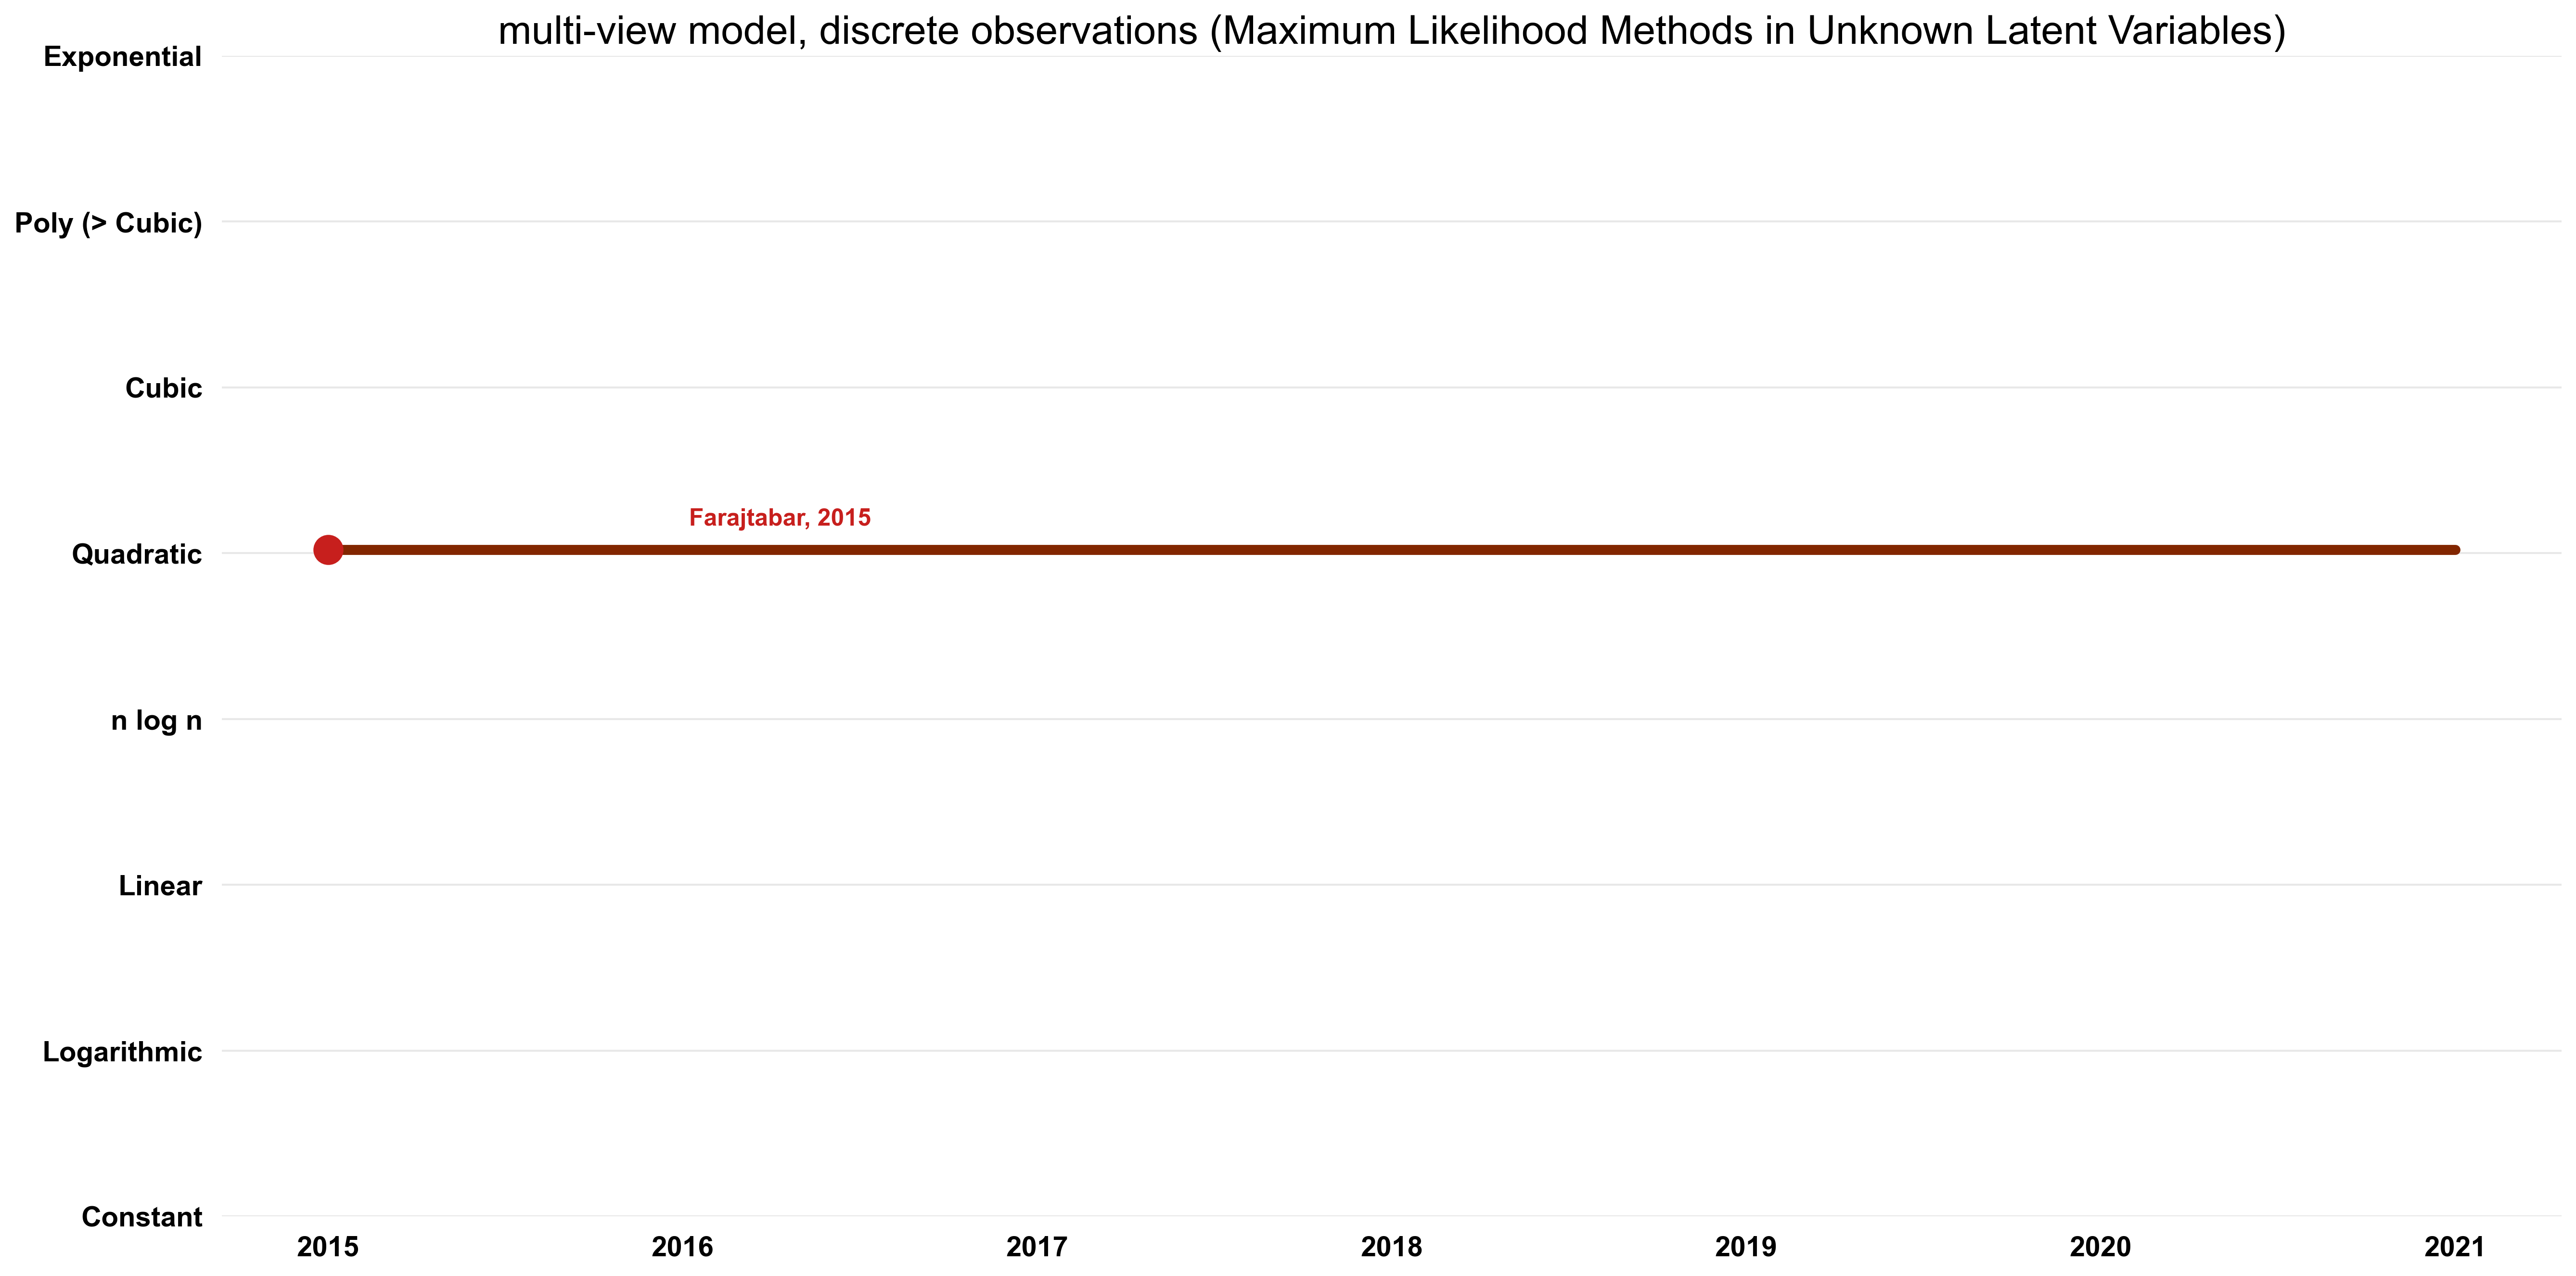 multi-view model, discrete observations (Maximum Likelihood Methods in Unknown Latent Variables)
Exponential
Poly (> Cubic)
Cubic
Farajtabar, 2015
Quadratic
n log n
Linear
Logarithmic
Constant
2015 2016 2017 2018 2019 2020 2021